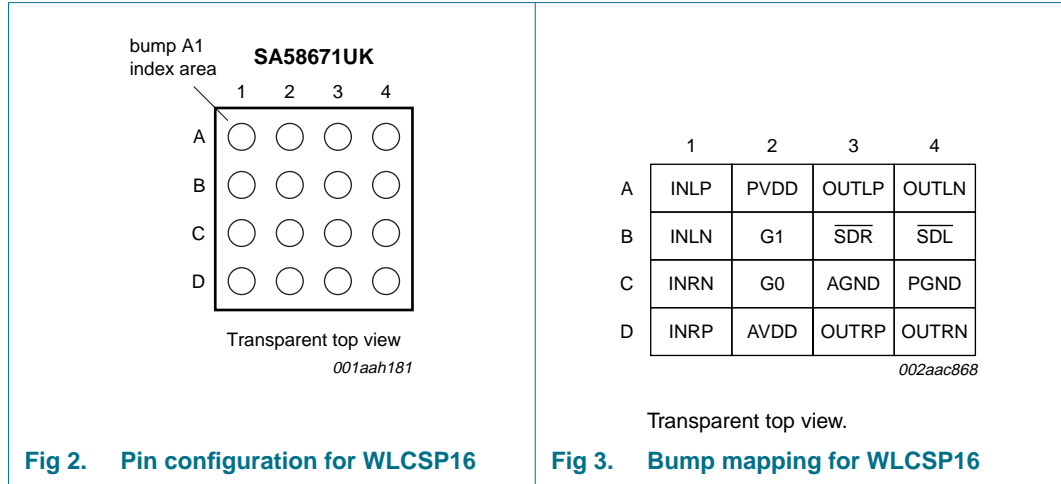 bump A1
index area
SA58671UK
1 2 3 4
A
B
C
D
Transparent top view
001aah181
Fig 2. Pin configuration for WLCSP16
1 2 3 4
A INLP PVDD OUTLP OUTLN
B INLN G1 S̅D̅R̅ S̅D̅L̅
C INRN G0 AGND PGND
D INRP AVDD OUTRP OUTRN
002aac868
Transparent top view.
Fig 3. Bump mapping for WLCSP16